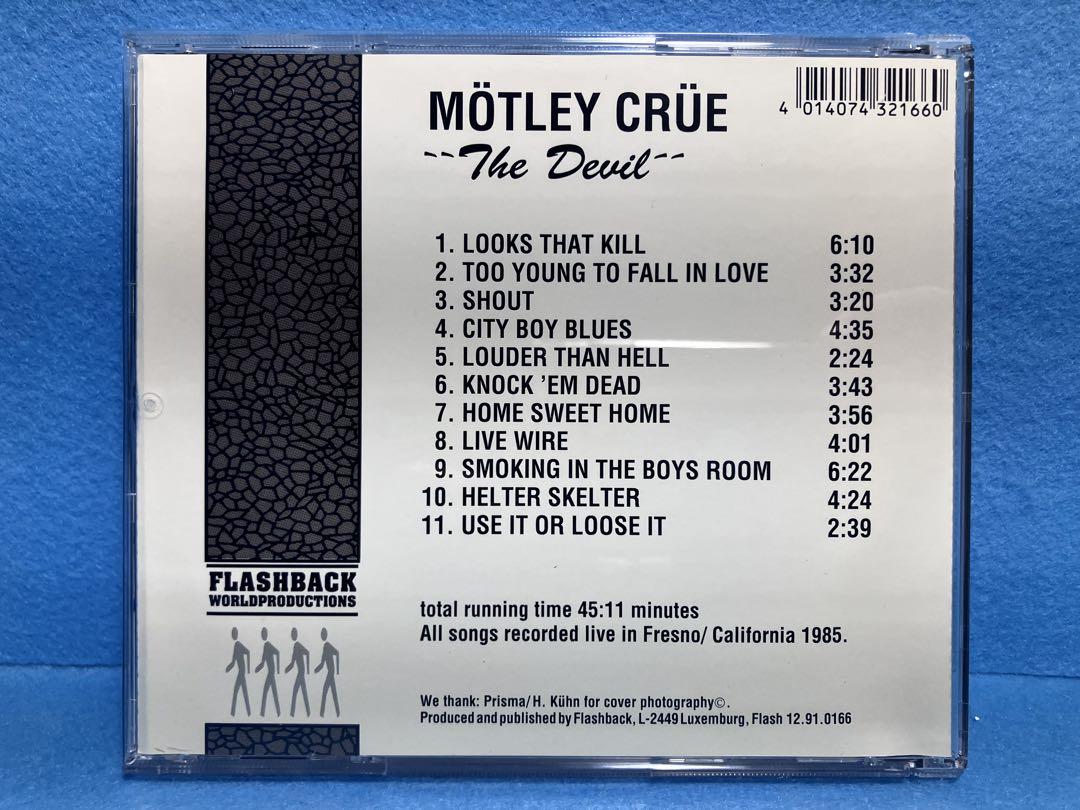 MÖTLEY CRÜE
--The Devil--
4 014074 321660
1. LOOKS THAT KILL 6:10
2. TOO YOUNG TO FALL IN LOVE 3:32
3. SHOUT 3:20
4. CITY BOY BLUES 4:35
5. LOUDER THAN HELL 2:24
6. KNOCK 'EM DEAD 3:43
7. HOME SWEET HOME 3:56
8. LIVE WIRE 4:01
9. SMOKING IN THE BOYS ROOM 6:22
10. HELTER SKELTER 4:24
11. USE IT OR LOOSE IT 2:39
FLASHBACK
WORLDPRODUCTIONS
total running time 45:11 minutes
All songs recorded live in Fresno/ California 1985.
We thank: Prisma/H. Kühn for cover photography©.
Produced and published by Flashback, L-2449 Luxemburg, Flash 12.91.0166